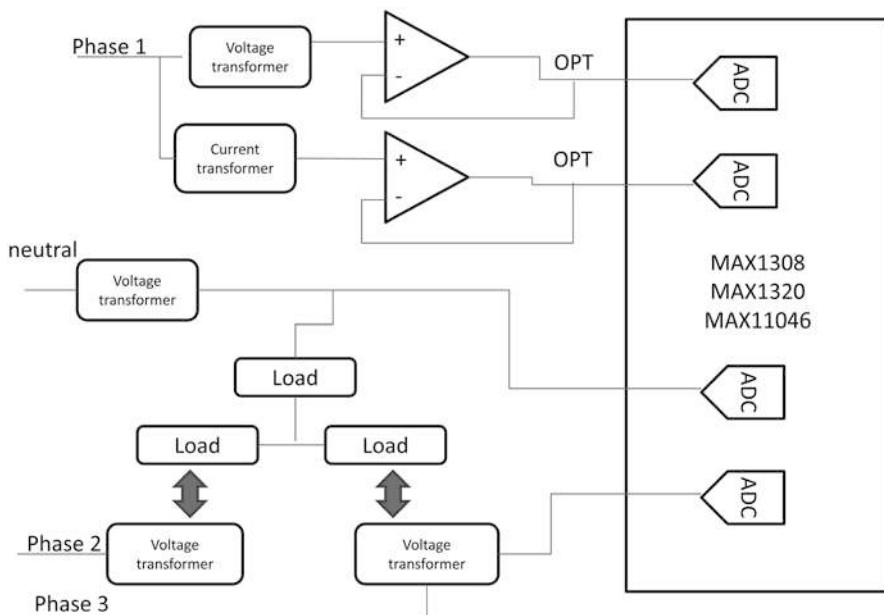 Phase 1
Voltage
transformer
+
-
OPT
ADC
Current
transformer
+
-
OPT
ADC
neutral
Voltage
transformer
MAX1308
MAX1320
MAX11046
Load
ADC
Load
Load
ADC
Phase 2
Voltage
transformer
Voltage
transformer
Phase 3